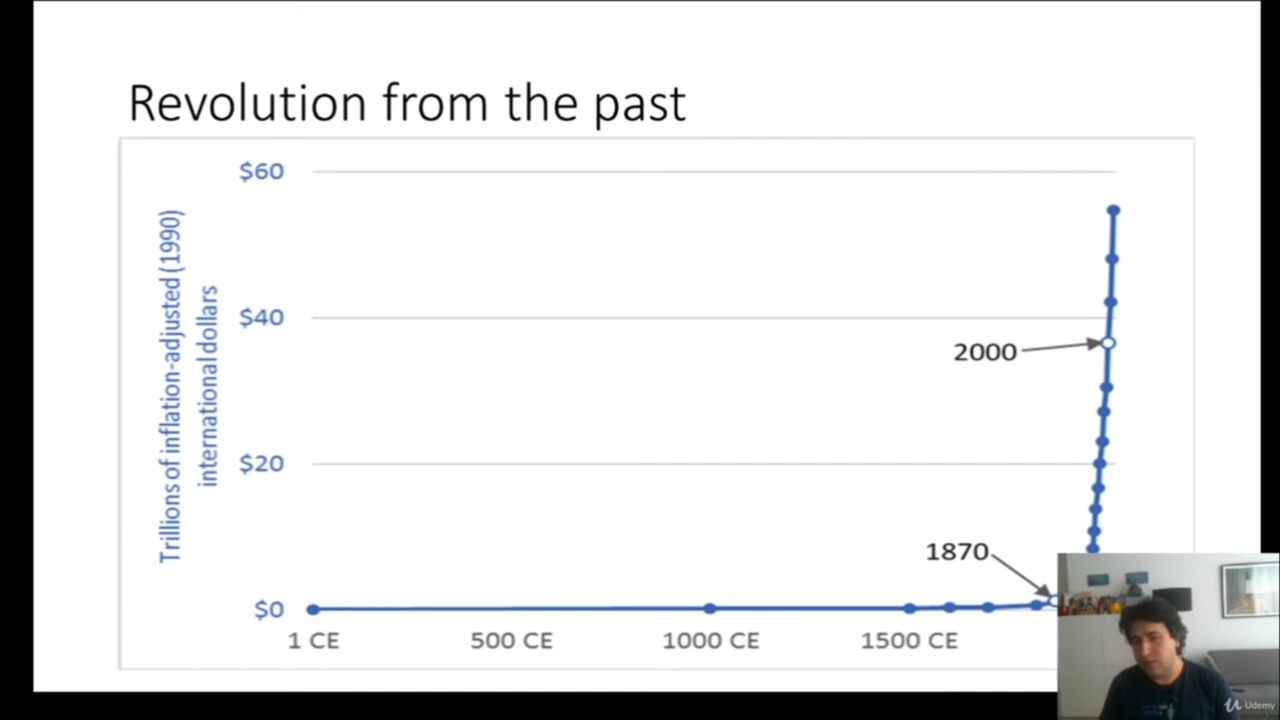 Revolution from the past
Trillions of inflation-adjusted (1990)
international dollars
$60
$40
$20
$0
2000
1870
1 CE
500 CE
1000 CE
1500 CE
Udemy